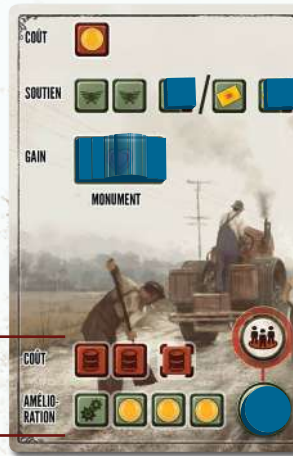 COÛT
SOUTIEN
/
GAIN
MONUMENT
COÛT
AMÉLIO-
RATION